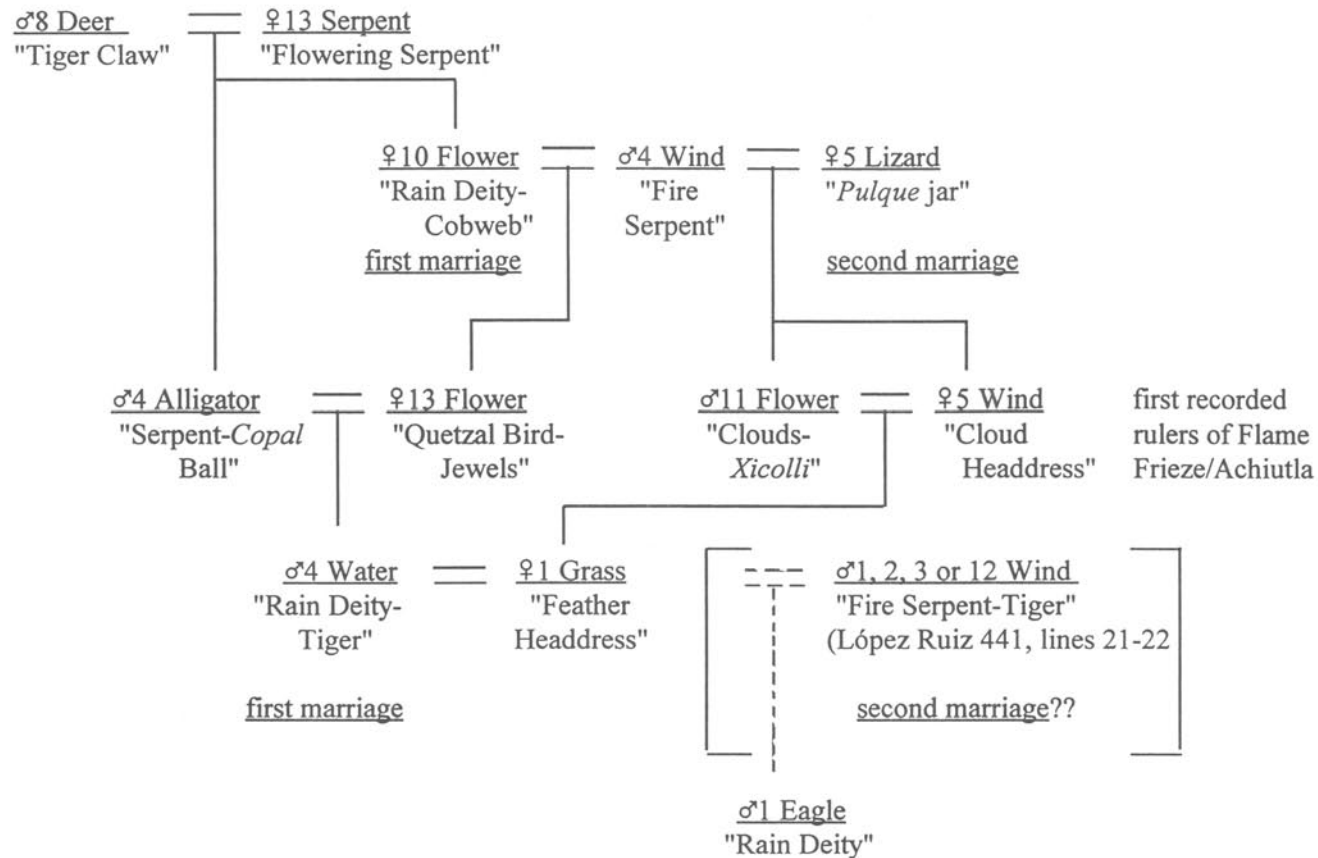 ♂8 Deer ♀13 Serpent
"Tiger Claw" "Flowering Serpent"
♀10 Flower ♂4 Wind ♀5 Lizard
"Rain Deity- "Fire "Pulque jar"
Cobweb" Serpent"
first marriage second marriage
♂4 Alligator ♀13 Flower ♂11 Flower ♀5 Wind first recorded
"Serpent-Copal "Quetzal Bird- "Clouds- "Cloud rulers of Flame
Ball" Jewels" Xicolli" Headdress" Frieze/Achiutla
♂4 Water ♀1 Grass ♂1, 2, 3 or 12 Wind
"Rain Deity- "Feather "Fire Serpent-Tiger"
Tiger" Headdress" (López Ruiz 441, lines 21-22
first marriage second marriage??
♂1 Eagle
"Rain Deity"